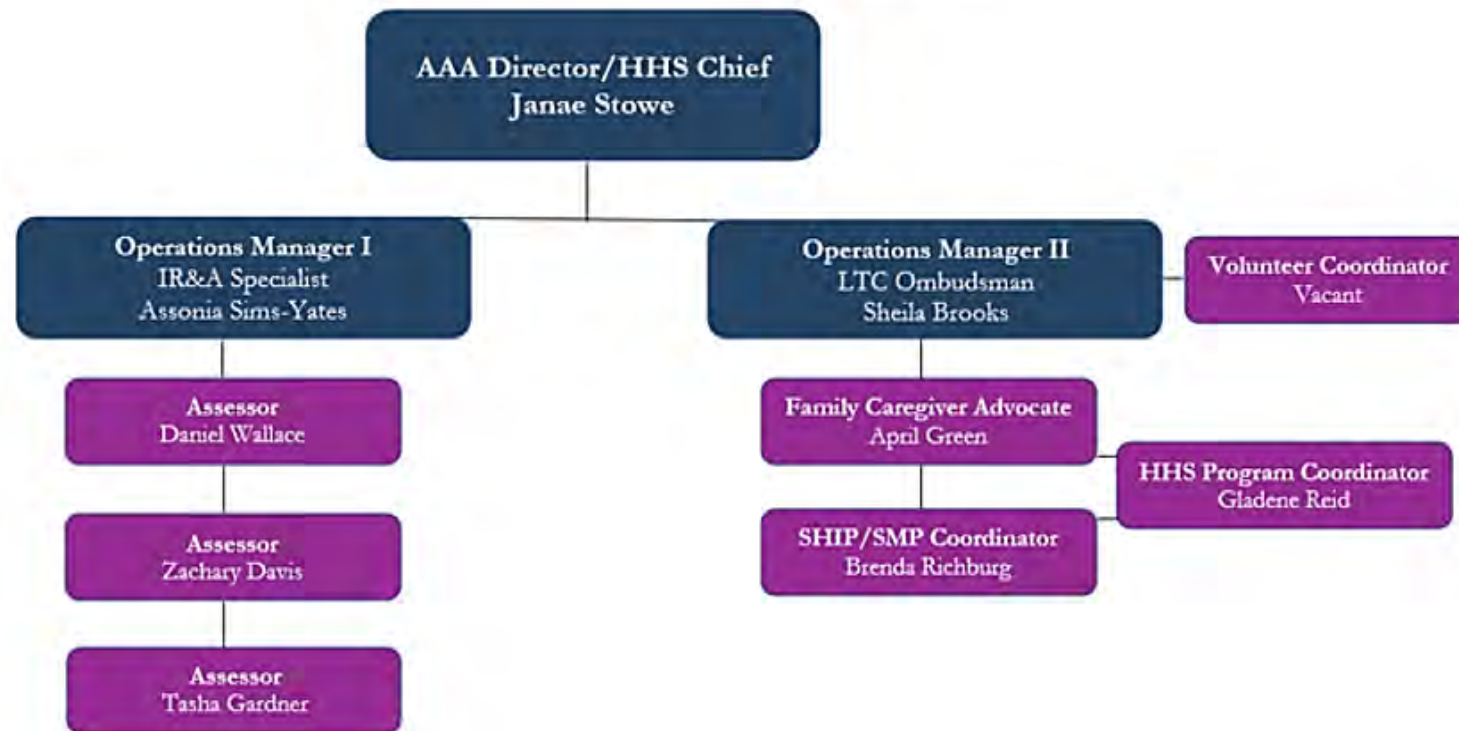 AAA Director/HHS Chief
Janae Stowe
Operations Manager I
IR&A Specialist
Assonia Sims-Yates
Operations Manager II
LTC Ombudsman
Sheila Brooks
Volunteer Coordinator
Vacant
Assessor
Daniel Wallace
Family Caregiver Advocate
April Green
HHS Program Coordinator
Gladene Reid
Assessor
Zachary Davis
SHIP/SMP Coordinator
Brenda Richburg
Assessor
Tasha Gardner